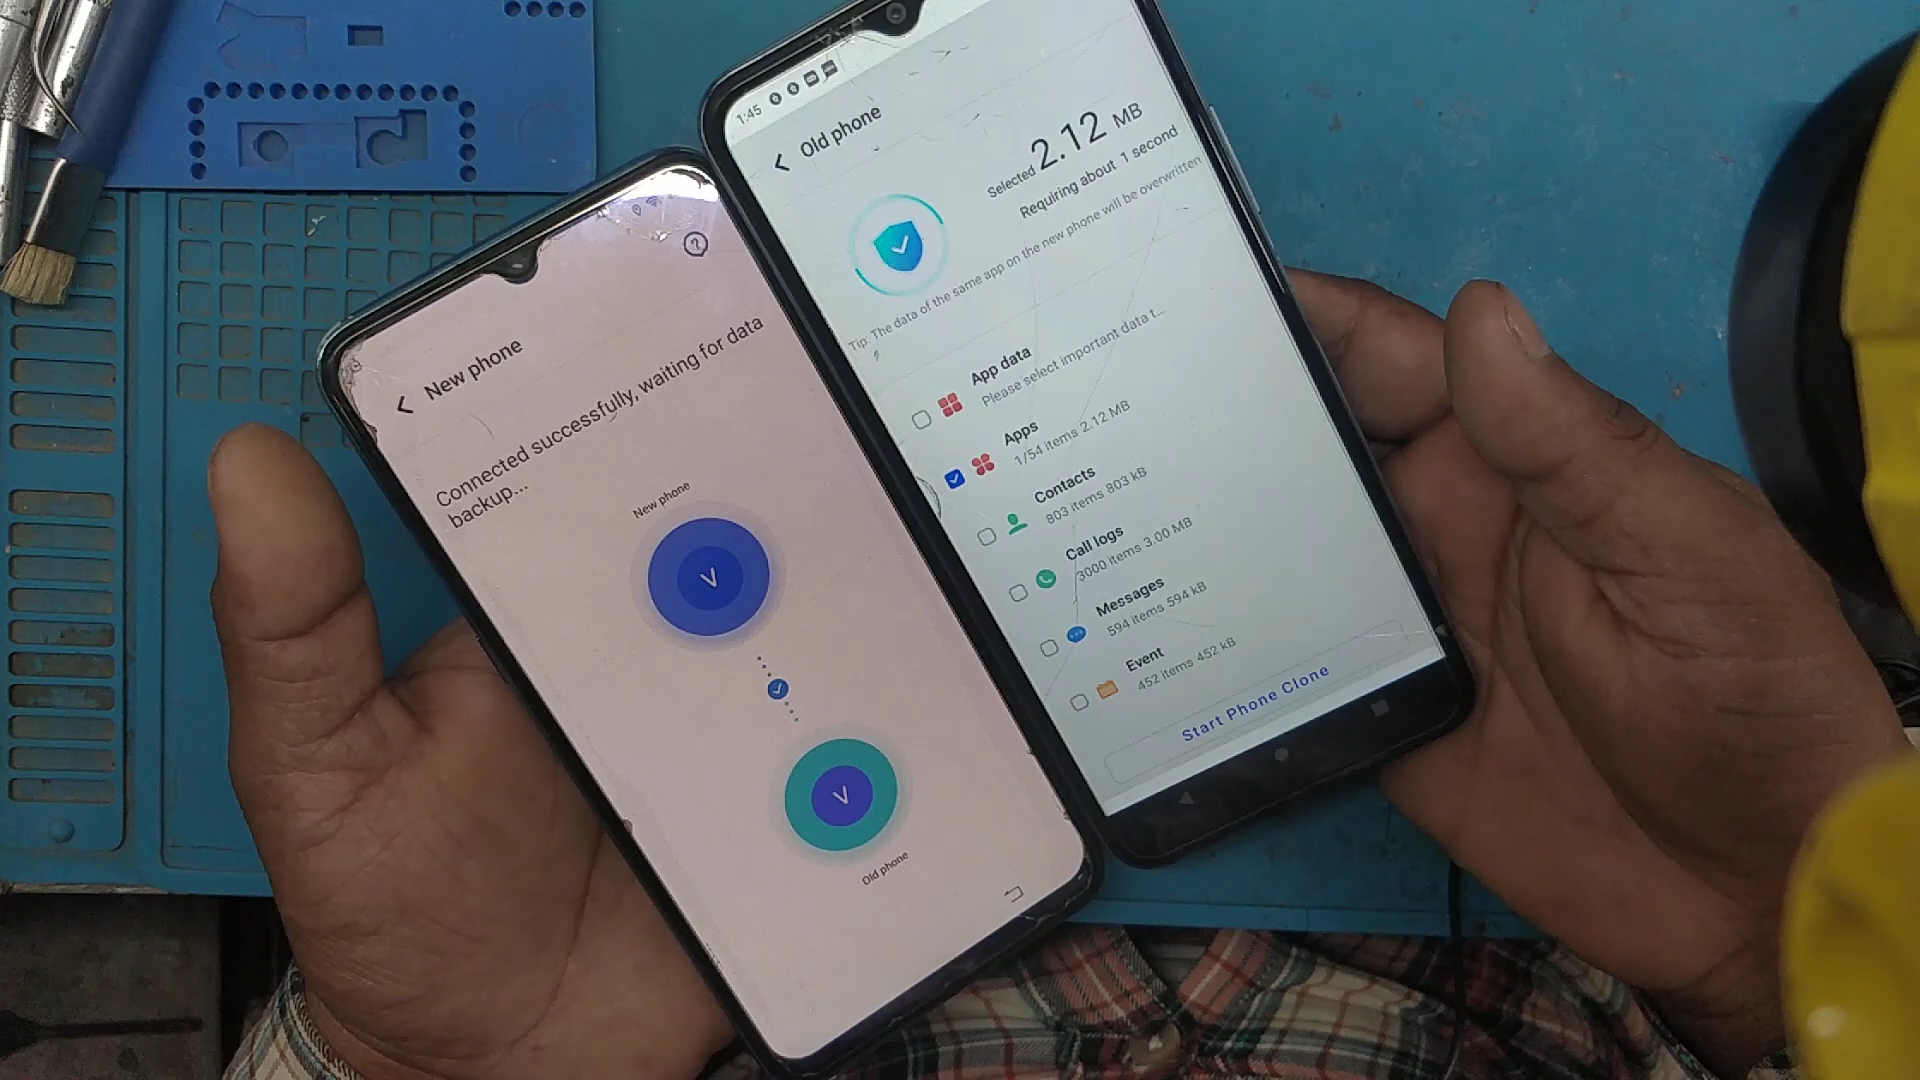 New phone
Connected successfully, waiting for data
backup...
New phone
Old phone
1:45
Old phone
Selected 2.12 MB
Requiring about 1 second
Tip: The data of the same app on the new phone will be overwritten
App data
Please select important data t...
Apps
1/54 items 2.12 MB
Contacts
803 items 803 kB
Call logs
3000 items 3.00 MB
Messages
594 items 594 kB
Event
452 items 452 kB
Start Phone Clone